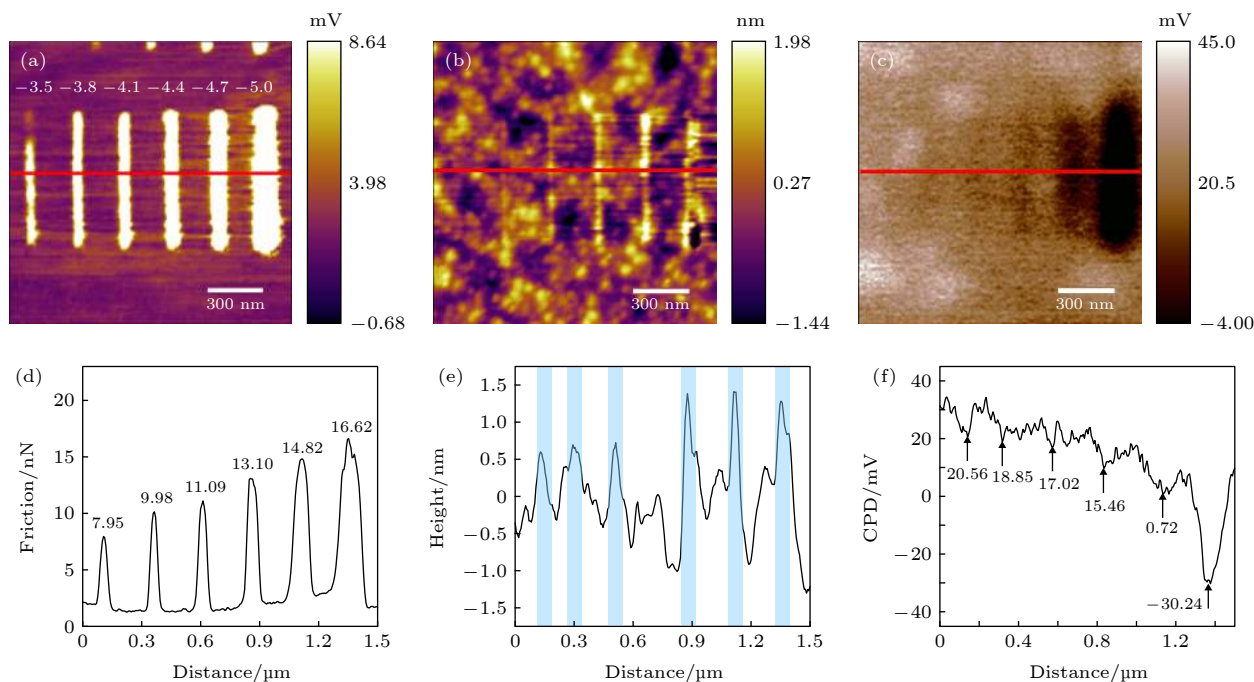 mV
(a)
8.64
−3.5 −3.8 −4.1 −4.4 −4.7 −5.0
3.98
300 nm
−0.68
nm
(b)
1.98
0.27
300 nm
−1.44
mV
(c)
45.0
20.5
300 nm
−4.00
(d)
20
15
10
5
0
Friction/nN
7.95
9.98
11.09
13.10
14.82
16.62
0 0.3 0.6 0.9 1.2 1.5
Distance/μm
(e)
1.5
1.0
0.5
0
−0.5
−1.0
−1.5
Height/nm
0 0.3 0.6 0.9 1.2 1.5
Distance/μm
(f)
40
20
0
−20
−40
CPD/mV
20.56
18.85
17.02
15.46
0.72
−30.24
0 0.4 0.8 1.2
Distance/μm